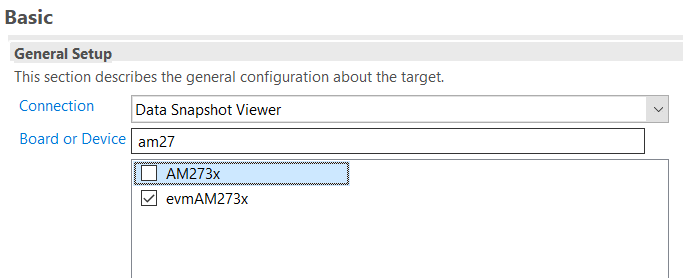 Basic
General Setup
This section describes the general configuration about the target.
Connection Data Snapshot Viewer
Board or Device am27
AM273x
evmAM273x